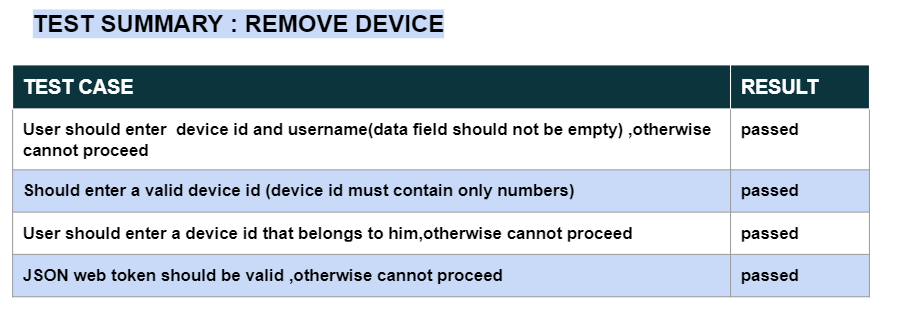 TEST SUMMARY : REMOVE DEVICE
TEST CASE RESULT
User should enter  device id and username(data field should not be empty) ,otherwise passed
cannot proceed
Should enter a valid device id (device id must contain only numbers) passed
User should enter a device id that belongs to him,otherwise cannot proceed passed
JSON web token should be valid ,otherwise cannot proceed passed